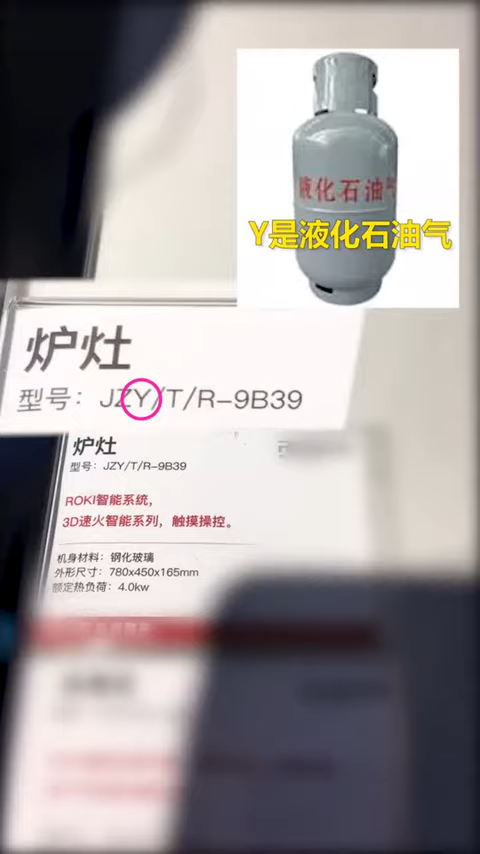 液化石油气
Y是液化石油气
炉灶
型号：JZY/T/R-9B39
炉灶
型号：JZY/T/R-9B39
ROKI智能系统，
3D速火智能系列，触摸操控。
机身材料：钢化玻璃
外形尺寸：780x450x165mm
额定热负荷：4.0kw